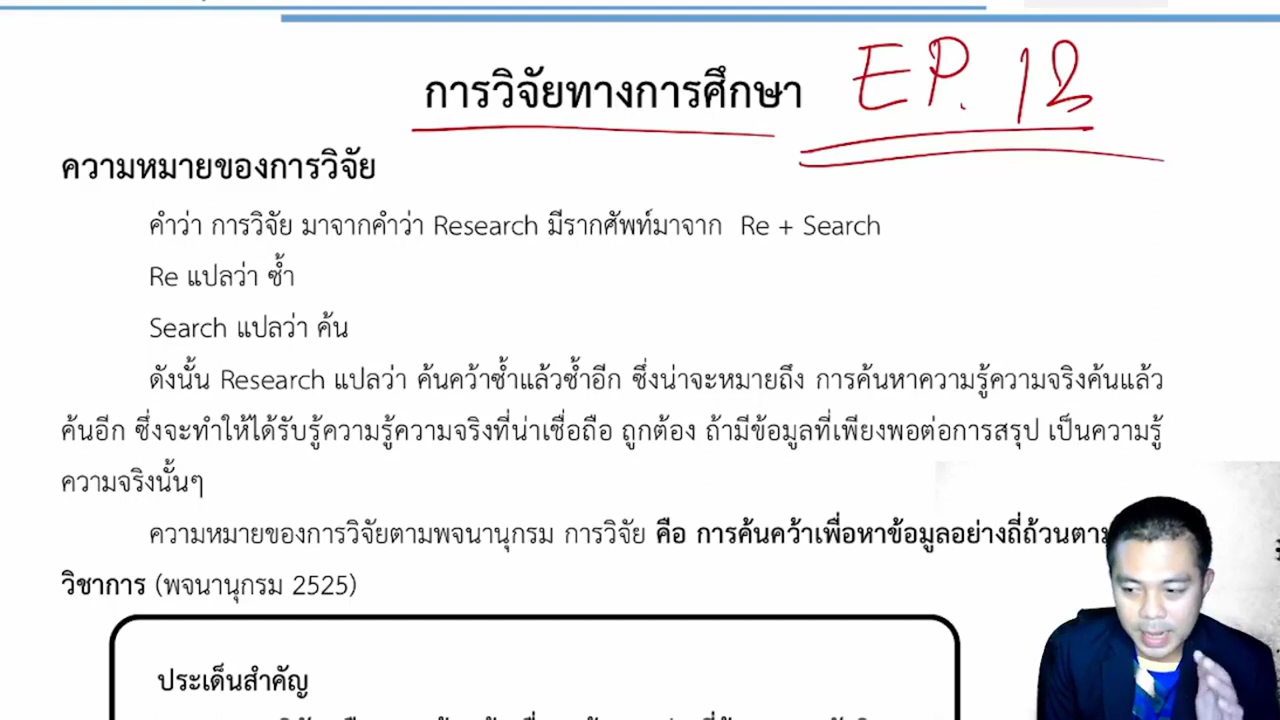 การวิจัยทางการศึกษา EP. 12
ความหมายของการวิจัย
คำว่า การวิจัย มาจากคำว่า Research มีรากศัพท์มาจาก Re + Search
Re แปลว่า ซ้ำ
Search แปลว่า ค้น
ดังนั้น Research แปลว่า ค้นคว้าซ้ำแล้วซ้ำอีก ซึ่งน่าจะหมายถึง การค้นหาความรู้ความจริงค้นแล้ว
ค้นอีก ซึ่งจะทำให้ได้รับรู้ความรู้ความจริงที่น่าเชื่อถือ ถูกต้อง ถ้ามีข้อมูลที่เพียงพอต่อการสรุป เป็นความรู้
ความจริงนั้นๆ
ความหมายของการวิจัยตามพจนานุกรม การวิจัย คือ การค้นคว้าเพื่อหาข้อมูลอย่างถี่ถ้วนตาม
วิชาการ (พจนานุกรม 2525)
ประเด็นสำคัญ